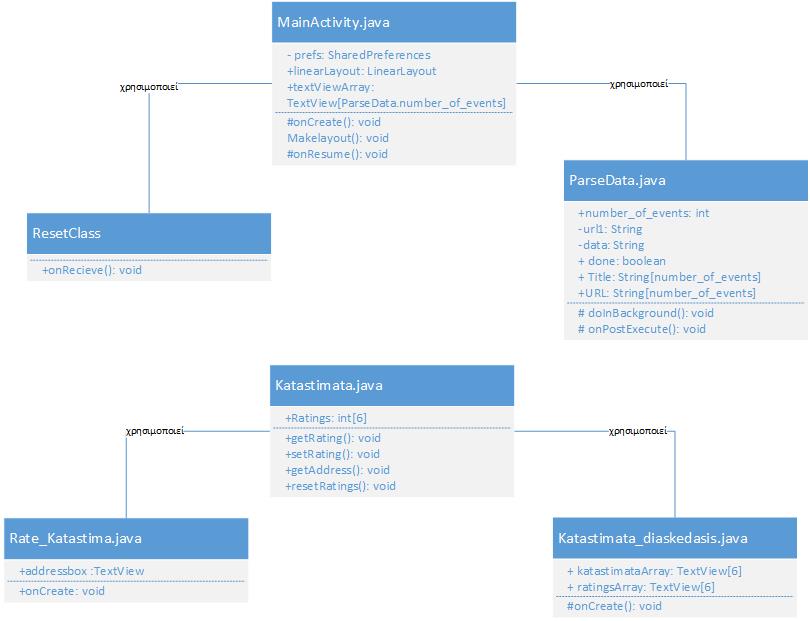 MainActivity.java
- prefs: SharedPreferences
+linearLayout: LinearLayout
+textViewArray:
TextView[ParseData.number_of_events]
#onCreate(): void
Makelayout(): void
#onResume(): void
χρησιμοποιεί
χρησιμοποιεί
ResetClass
+onRecieve(): void
ParseData.java
+number_of_events: int
-url1: String
-data: String
+ done: boolean
+ Title: String[number_of_events]
+URL: String[number_of_events]
# doInBackground(): void
# onPostExecute(): void
Katastimata.java
+Ratings: int[6]
+getRating(): void
+setRating(): void
+getAddress(): void
+resetRatings(): void
χρησιμοποιεί
χρησιμοποιεί
Rate_Katastima.java
+addressbox :TextView
+onCreate: void
Katastimata_diaskedasis.java
+ katastimataArray: TextView[6]
+ ratingsArray: TextView[6]
#onCreate(): void